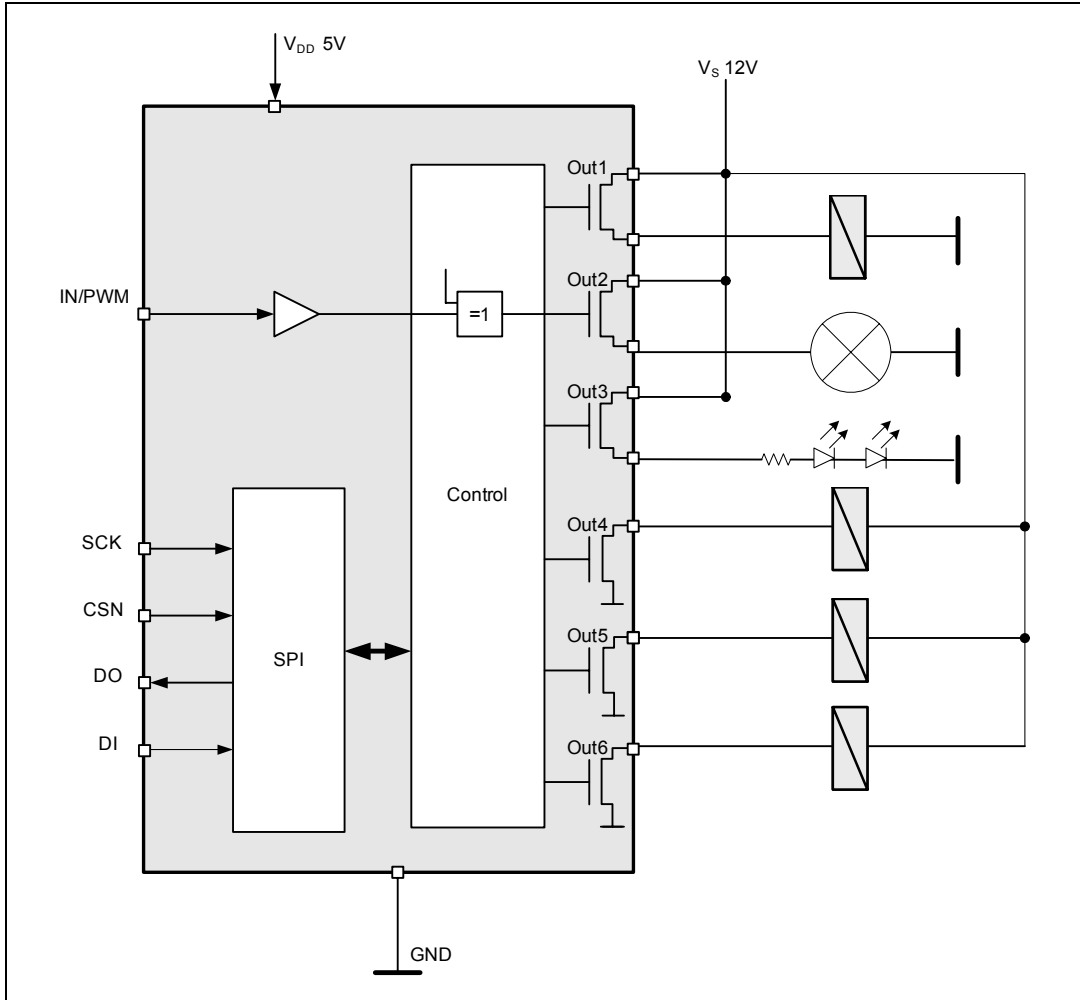 V_DD 5V
V_S 12V
Out1
Out2
IN/PWM
=1
Out3
Control
Out4
SCK
CSN
Out5
SPI
DO
DI
Out6
GND